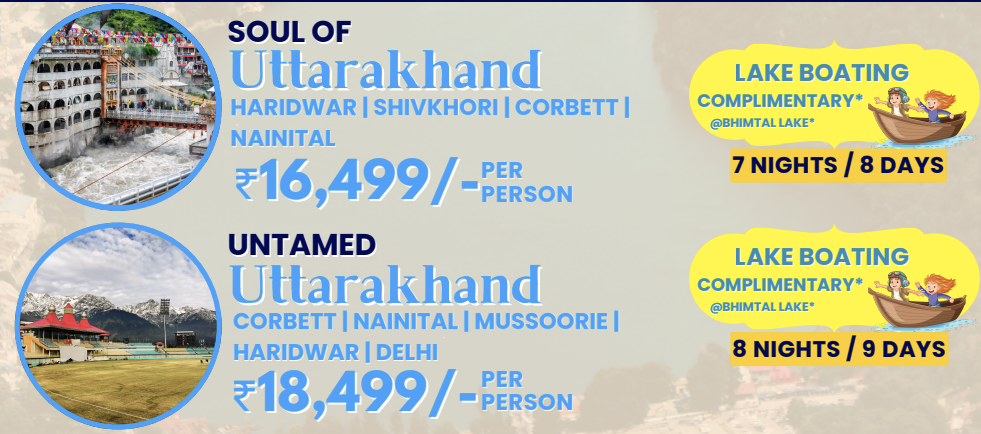 SOUL OF
Uttarakhand
HARIDWAR | SHIVKHORI | CORBETT |
NAINITAL
₹16,499/-PER
PERSON
LAKE BOATING
COMPLIMENTARY*
@BHIMTAL LAKE*
7 NIGHTS / 8 DAYS
UNTAMED
Uttarakhand
CORBETT | NAINITAL | MUSSOORIE |
HARIDWAR | DELHI
₹18,499/-PER
PERSON
LAKE BOATING
COMPLIMENTARY*
@BHIMTAL LAKE*
8 NIGHTS / 9 DAYS